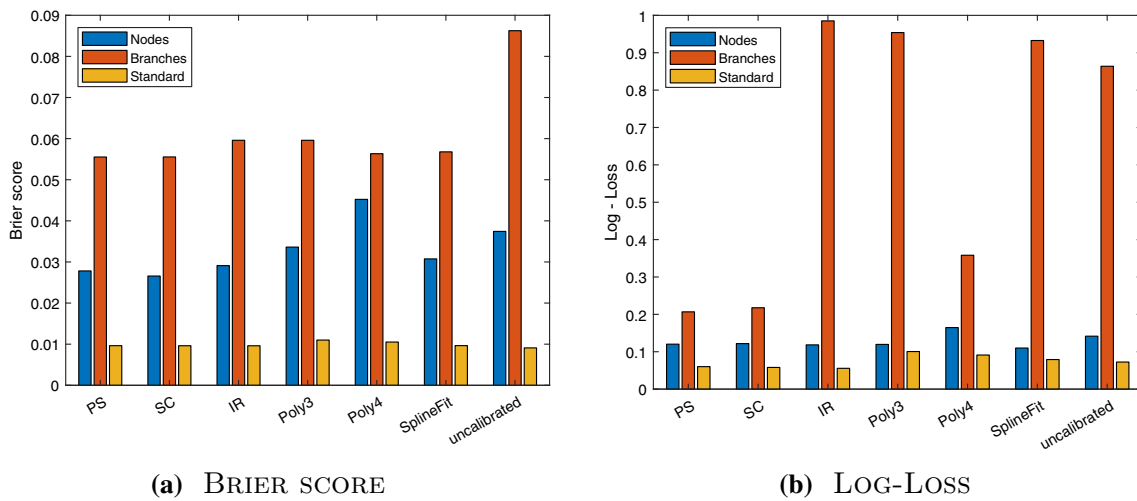 0.09
0.08
0.07
0.06
0.05
0.04
0.03
0.02
0.01
0
Brier score
Nodes
Branches
Standard
PS
SC
IR
Poly3
Poly4
SplineFit
uncalibrated
(a) BRIER SCORE
1
0.9
0.8
0.7
0.6
0.5
0.4
0.3
0.2
0.1
0
Log - Loss
Nodes
Branches
Standard
PS
SC
IR
Poly3
Poly4
SplineFit
uncalibrated
(b) LOG-LOSS